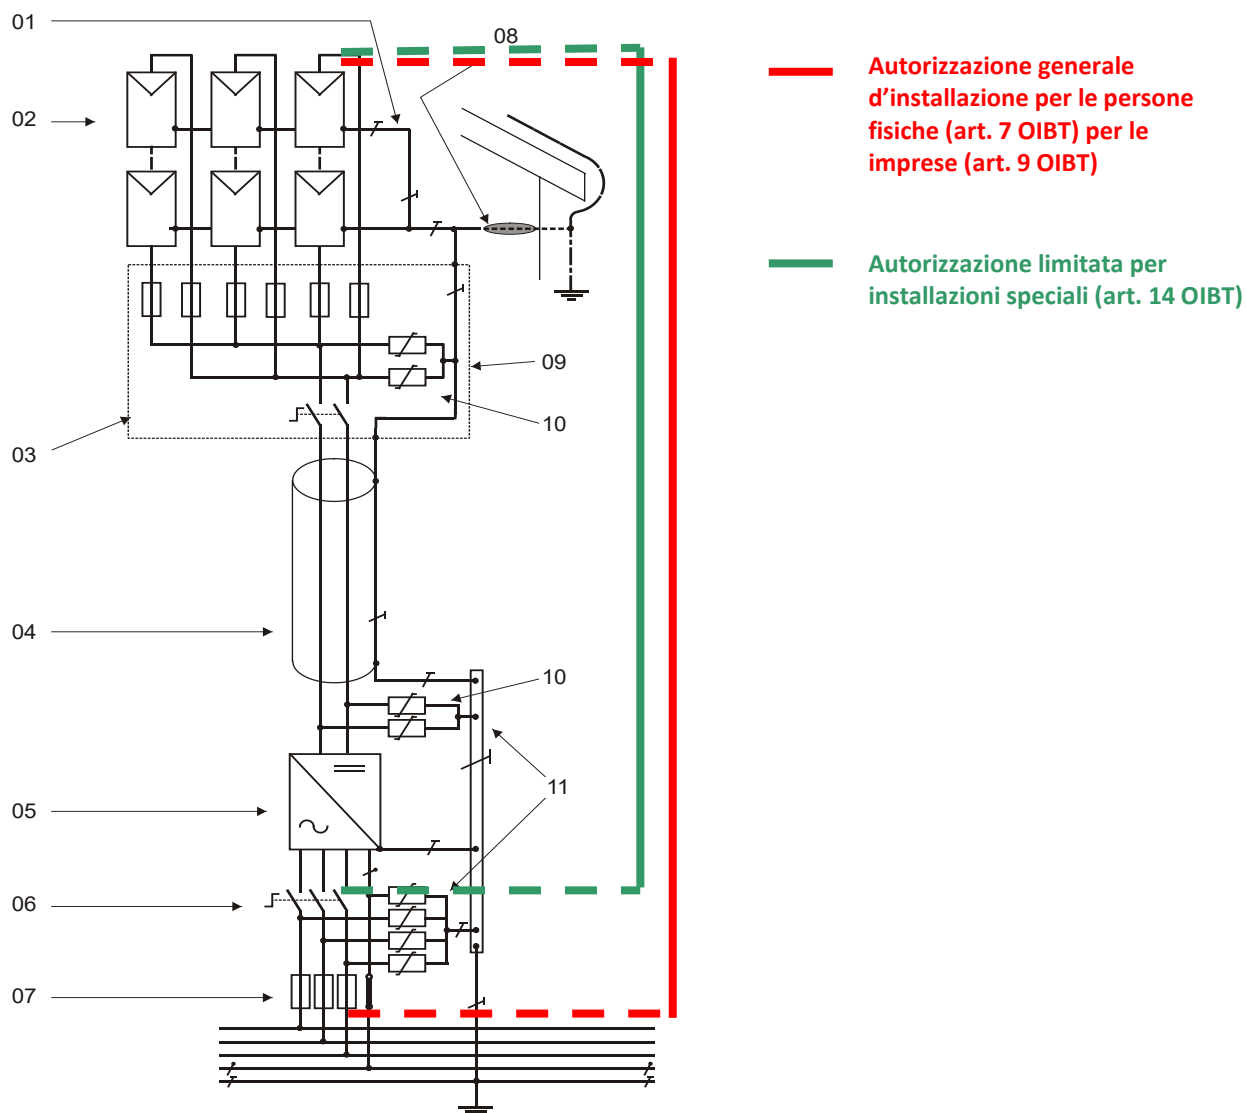 01
08
02
03
09
10
04
10
11
05
06
07
Autorizzazione generale
d’installazione per le persone
fisiche (art. 7 OIBT) per le
imprese (art. 9 OIBT)
Autorizzazione limitata per
installazioni speciali (art. 14 OIBT)